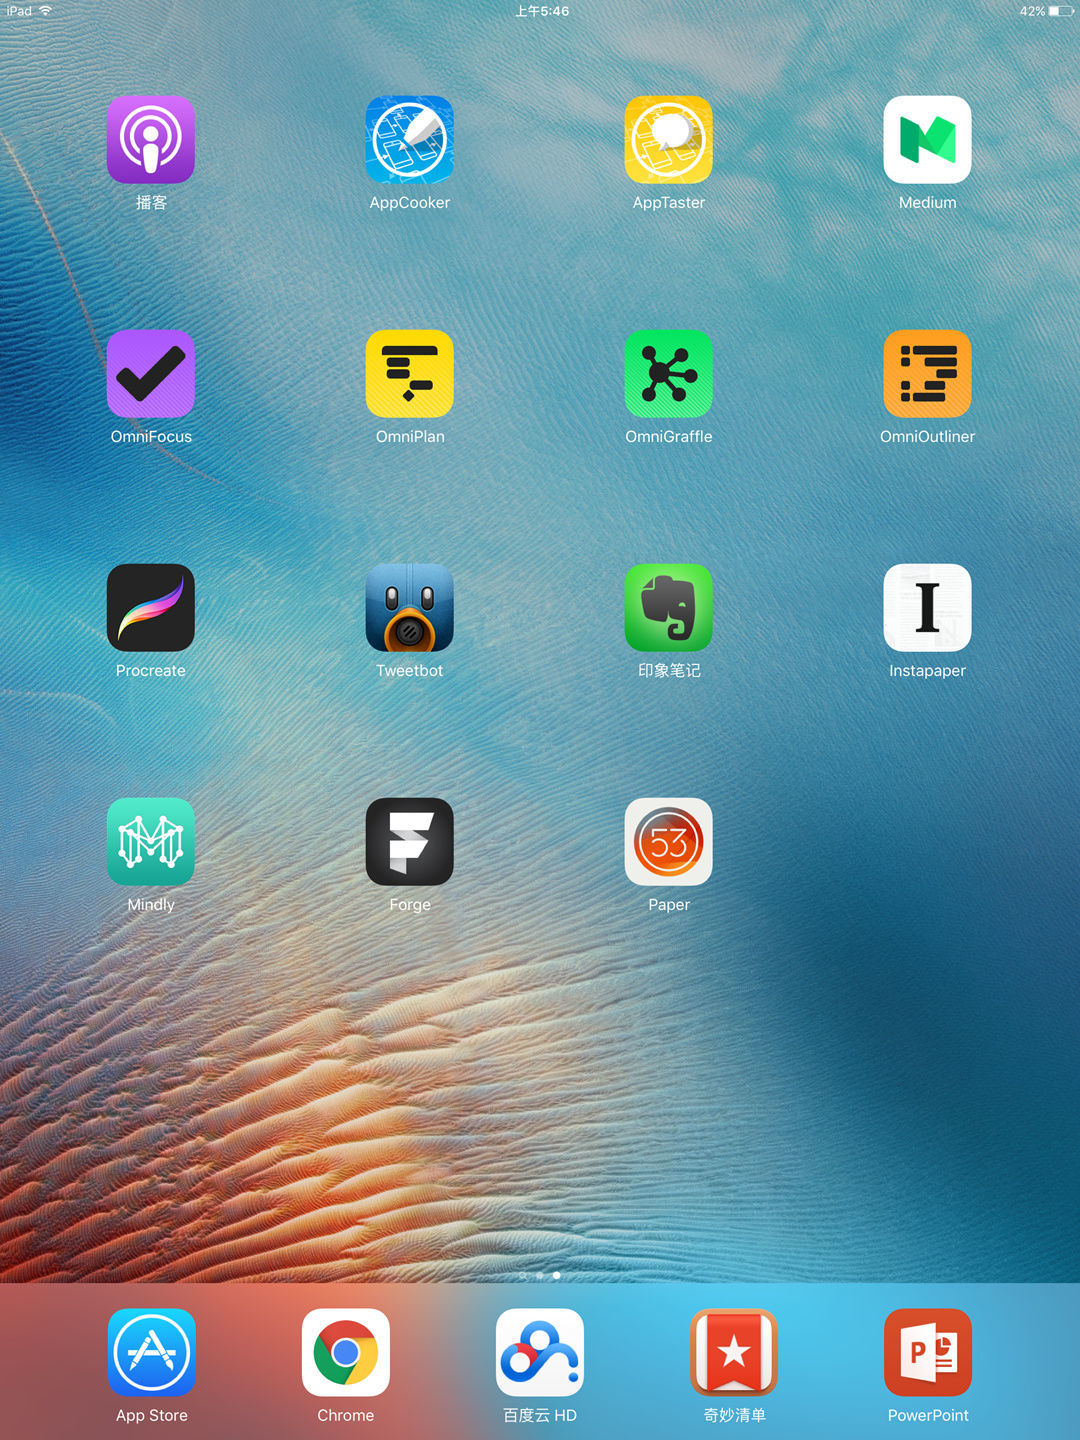 iPad 上午5:46 42%
播客 AppCooker AppTaster Medium
OmniFocus OmniPlan OmniGraffle OmniOutliner
Procreate Tweetbot 印象笔记 I Instapaper
Mindly Forge 53 Paper
App Store Chrome 百度云 HD 奇妙清单 P PowerPoint